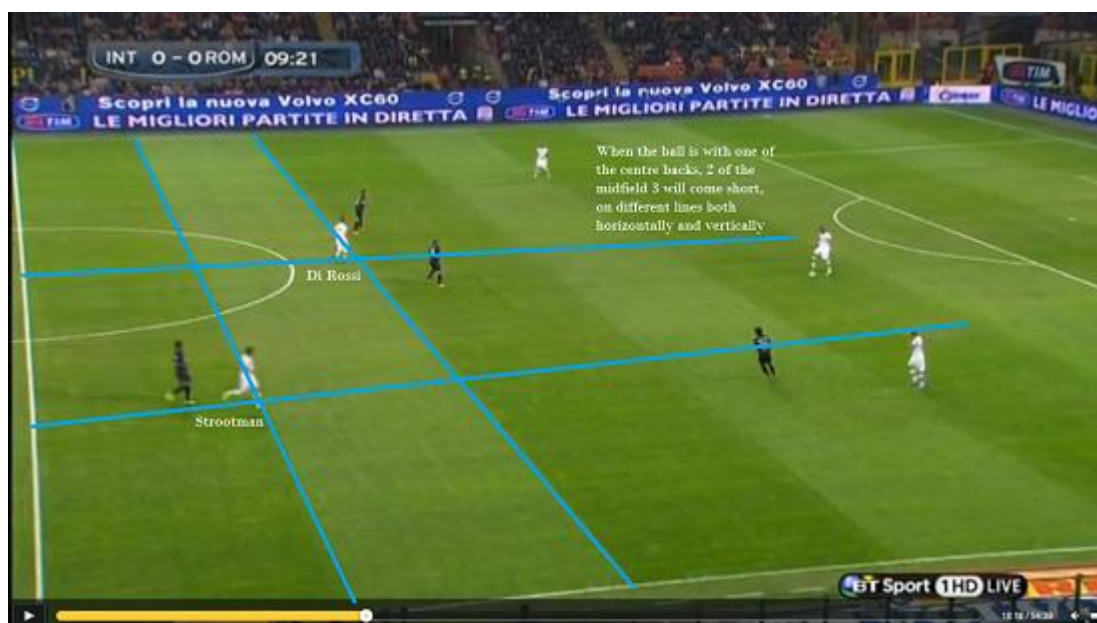 INT 0 - 0 ROM 09:21
TIM
Scopri la nuova Volvo XC60
Scopri la nuova Volvo XC60
TIM LE MIGLIORI PARTITE IN DIRETTA TIM LE MIGLIORI PARTITE IN DIRETTA
LE MIGLIO
When the ball is with one of
the centre backs, 2 of the
midfield 3 will come short,
on different lines both
horizontally and vertically
Di Rossi
Strootman
BT Sport 1HD LIVE